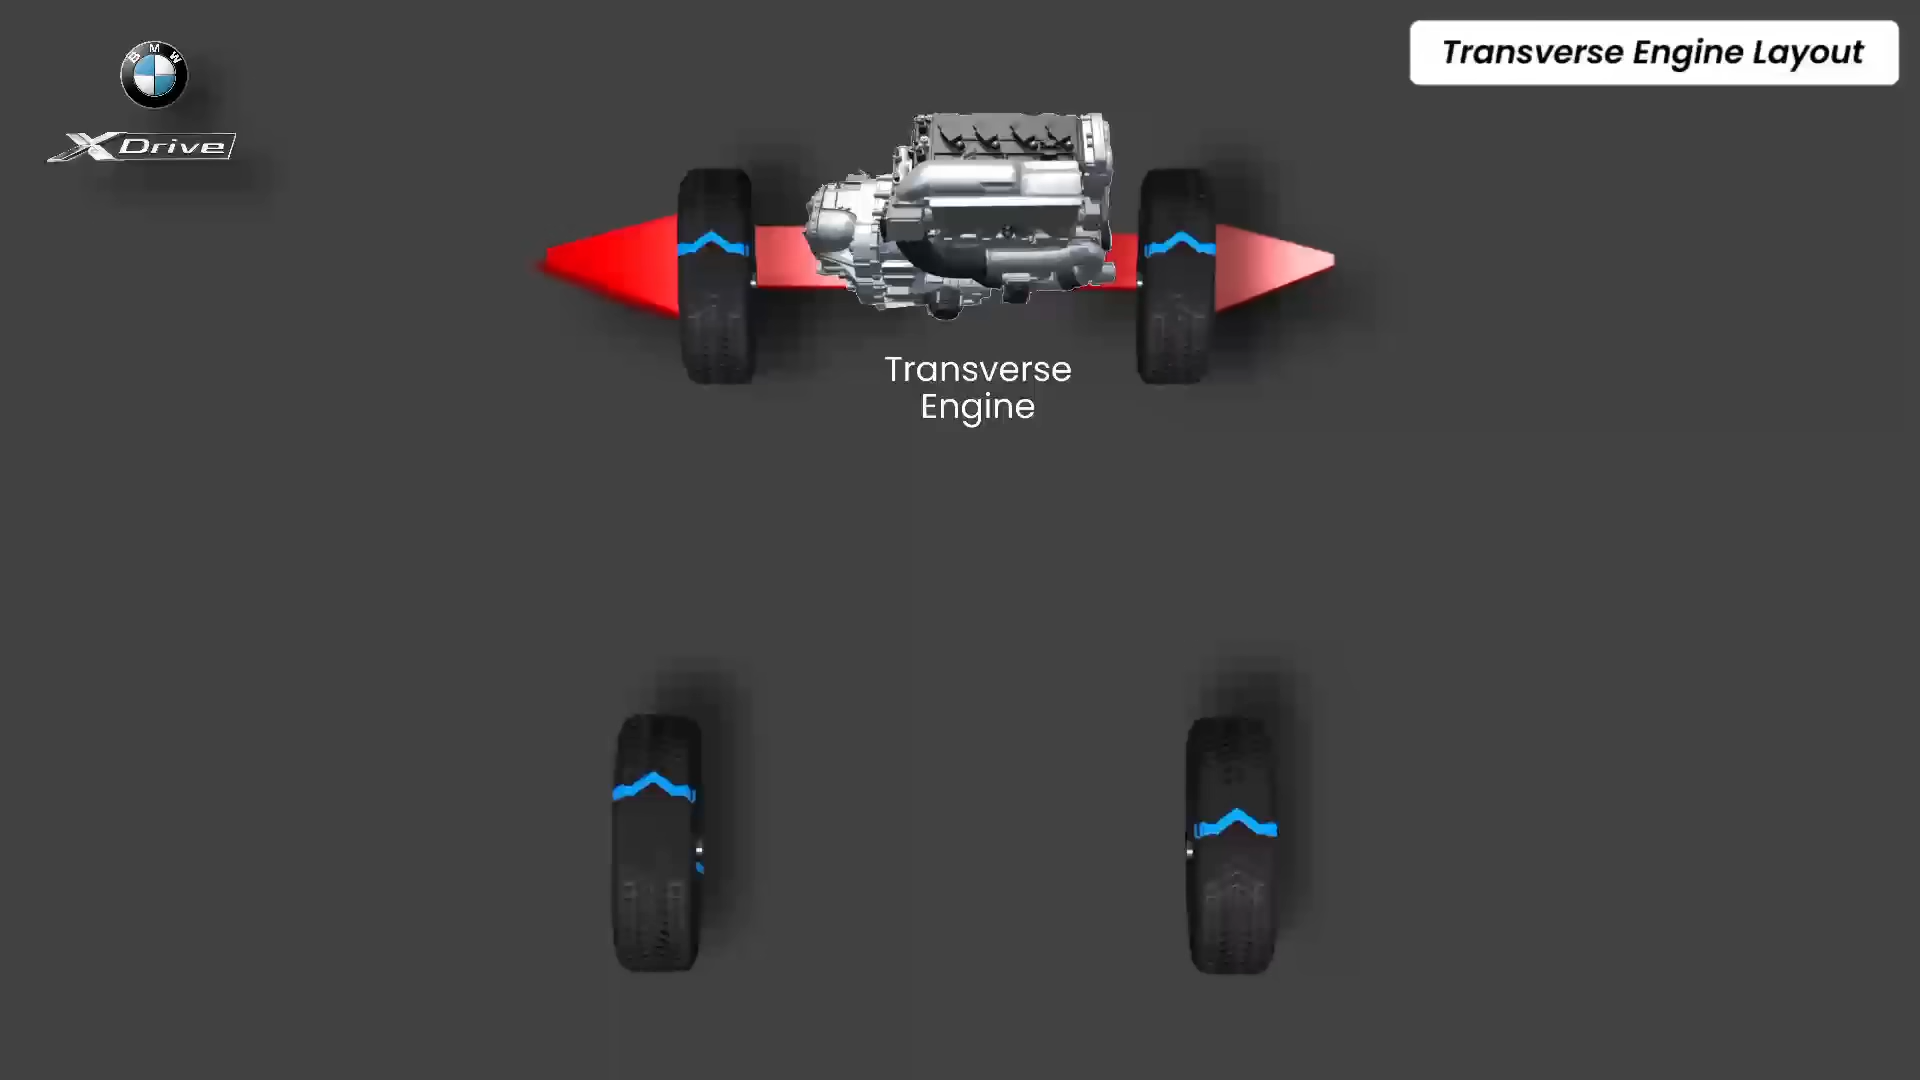 BMW
XDrive
Transverse Engine Layout
Transverse
Engine